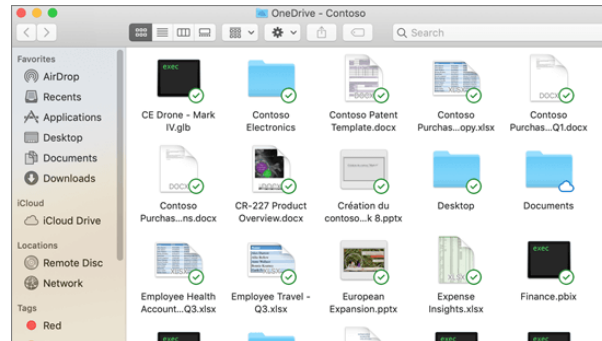 OneDrive - Contoso
Search
Favorites
AirDrop
Recents
Applications
Desktop
Documents
Downloads
iCloud
iCloud Drive
Locations
Remote Disc
Network
Tags
Red
exec
CE Drone - Mark
IV.glb
Contoso
Electronics
Contoso Patent
Template.docx
Contoso
Purchas...opy.xlsx
DOCX
Contoso
Purchas...Q1.docx
DOCX
Contoso
Purchas...ns.docx
CR-227 Product
Overview.docx
Création du
contoso...k 8.pptx
Desktop
Documents
Employee Health
Account...Q3.xlsx
Employee Travel -
Q3.xlsx
European
Expansion.pptx
XLSX
Expense
Insights.xlsx
exec
Finance.pbix
exec
exec
exec